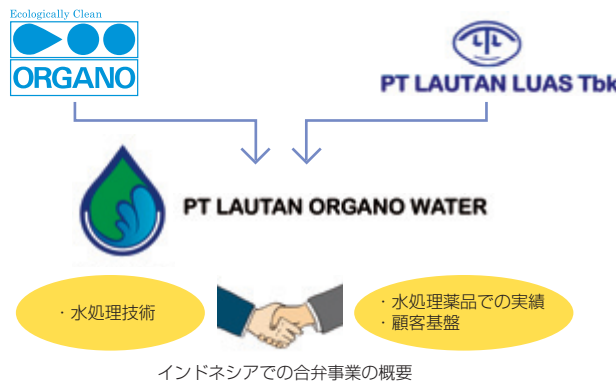 Ecologically Clean
ORGANO
PT LAUTAN LUAS Tbk
PT LAUTAN ORGANO WATER
・水処理技術
・水処理薬品での実績
・顧客基盤
インドネシアでの合弁事業の概要